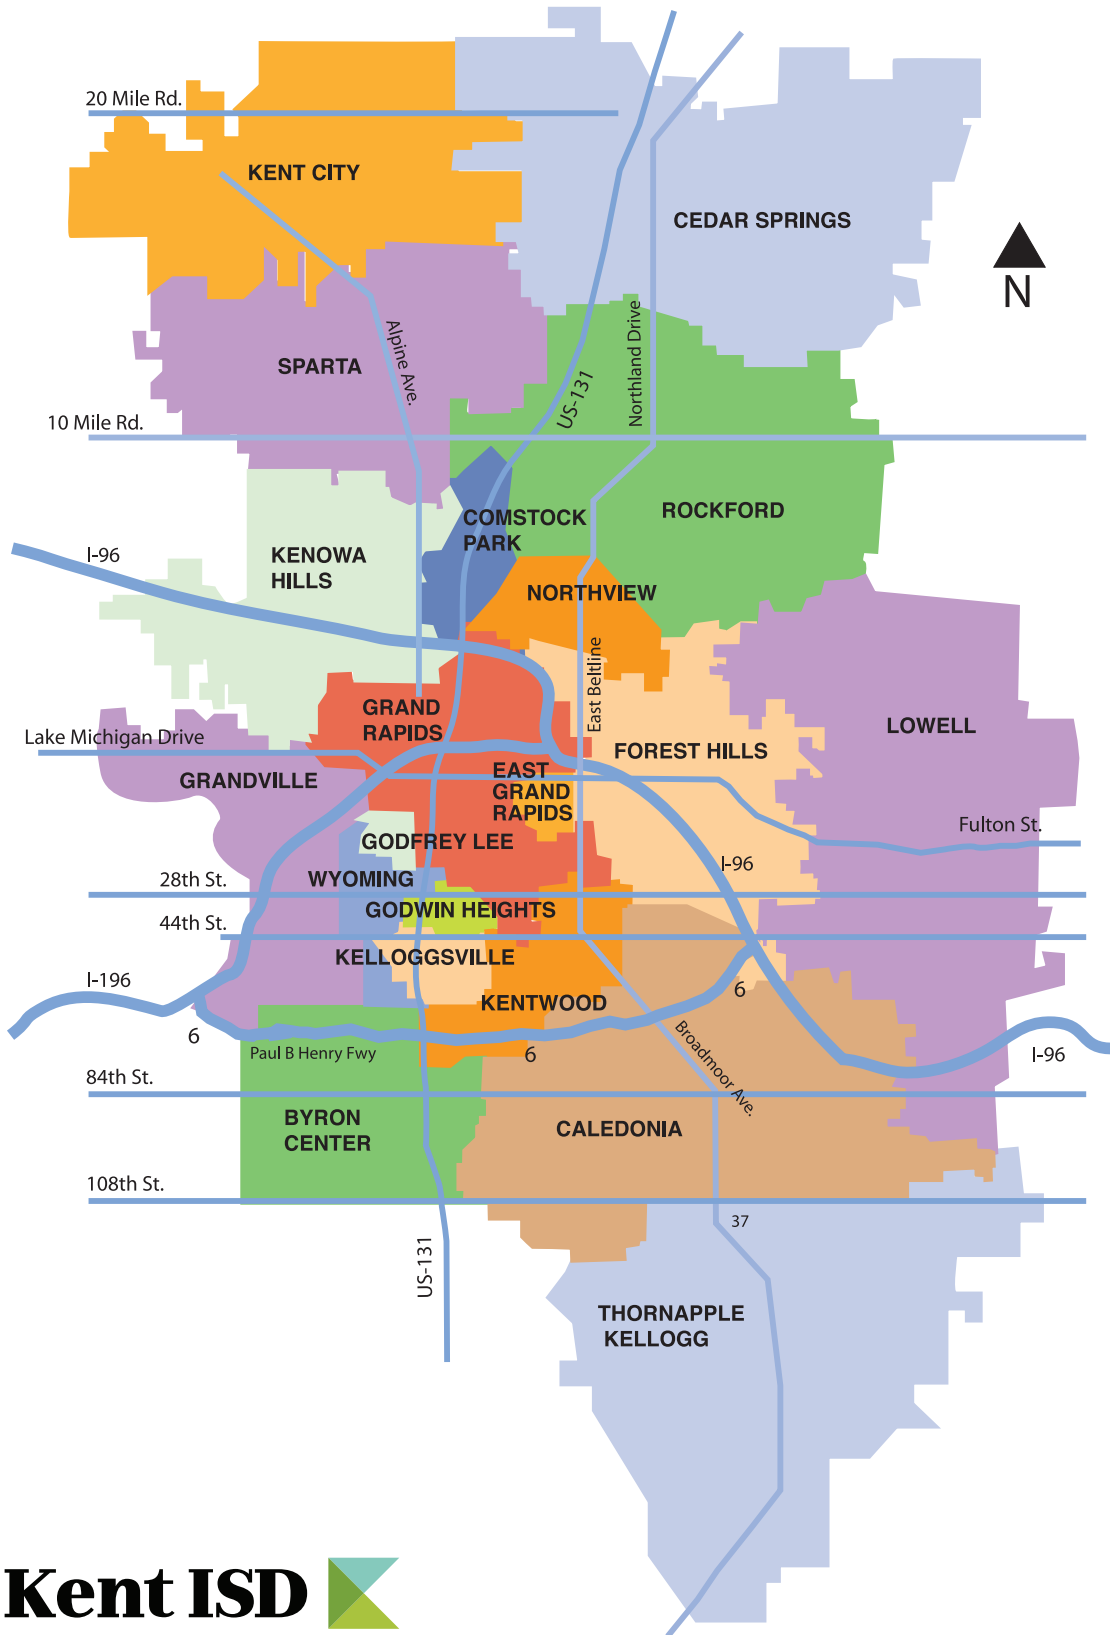 20 Mile Rd.
KENT CITY
CEDAR SPRINGS
N
Alpine Ave.
SPARTA
Northland Drive
US-131
10 Mile Rd.
ROCKFORD
COMSTOCK
PARK
I-96
KENOWA
HILLS
NORTHVIEW
East Beltline
GRAND
RAPIDS
LOWELL
Lake Michigan Drive
FOREST HILLS
GRANDVILLE
EAST
GRAND
RAPIDS
Fulton St.
GODFREY LEE
I-96
28th St.
WYOMING
GODWIN HEIGHTS
44th St.
KELLOGGSVILLE
I-196
6
KENTWOOD
6
Paul B Henry Fwy
6
Broadmoor Ave.
I-96
84th St.
BYRON
CENTER
CALEDONIA
108th St.
37
US-131
THORNAPPLE
KELLOGG
Kent ISD